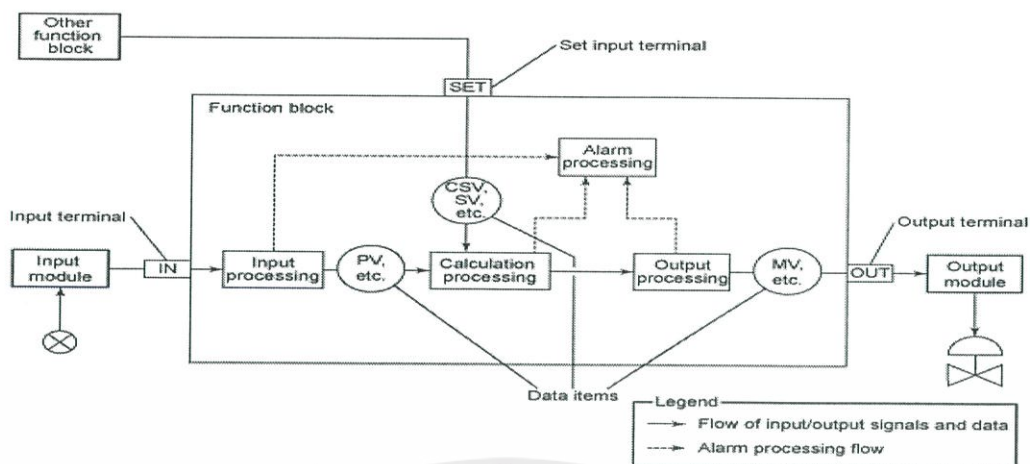 Other
function
block
Set input terminal
SET
Function block
Alarm
processing
CSV,
SV,
etc.
Input terminal
Output terminal
Input
module
IN
Input
processing
PV,
etc.
Calculation
processing
Output
processing
MV,
etc.
OUT
Output
module
Data items
Legend
Flow of input/output signals and data
Alarm processing flow